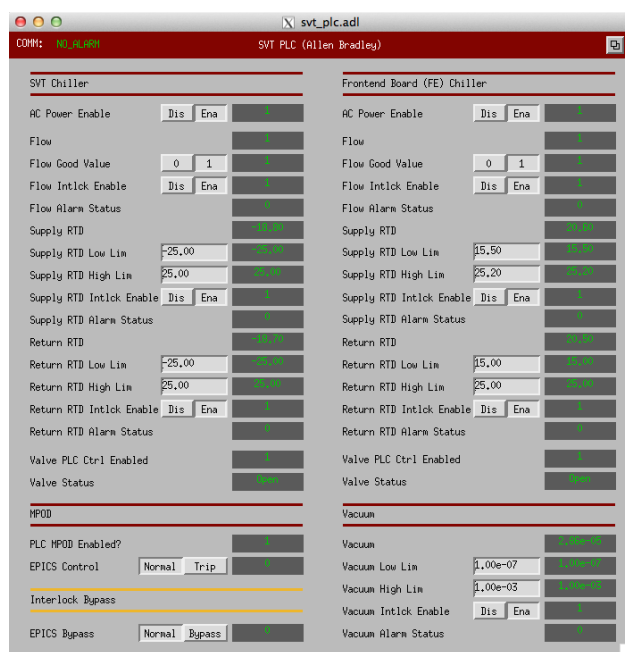 svt_plc.adl
COMM: NO_ALARM SVT PLC (Allen Bradley)
SVT Chiller
AC Power Enable Dis Ena 1
Flow 1
Flow Good Value 0 1 1
Flow Intlck Enable Dis Ena 1
Flow Alarm Status 0
Supply RTD -18.80
Supply RTD Low Lim -25.00 -25.00
Supply RTD High Lim 25.00 25.00
Supply RTD Intlck Enable Dis Ena 1
Supply RTD Alarm Status 0
Return RTD -18.70
Return RTD Low Lim -25.00 -25.00
Return RTD High Lim 25.00 25.00
Return RTD Intlck Enable Dis Ena 1
Return RTD Alarm Status 0
Valve PLC Ctrl Enabled 1
Valve Status Open
MPOD
PLC MPOD Enabled? 1
EPICS Control Normal Trip 0
Interlock Bypass
EPICS Bypass Normal Bypass 0
Frontend Board (FE) Chiller
AC Power Enable Dis Ena 1
Flow 1
Flow Good Value 0 1 1
Flow Intlck Enable Dis Ena 1
Flow Alarm Status 0
Supply RTD 20.60
Supply RTD Low Lim 15.50 15.50
Supply RTD High Lim 25.20 25.20
Supply RTD Intlck Enable Dis Ena 1
Supply RTD Alarm Status 0
Return RTD 20.50
Return RTD Low Lim 15.00 15.00
Return RTD High Lim 25.00 25.00
Return RTD Intlck Enable Dis Ena 1
Return RTD Alarm Status 0
Valve PLC Ctrl Enabled 1
Valve Status Open
Vacuum
Vacuum 2.86e-05
Vacuum Low Lim 1.00e-07 1.00e-07
Vacuum High Lim 1.00e-03 1.00e-03
Vacuum Intlck Enable Dis Ena 1
Vacuum Alarm Status 0